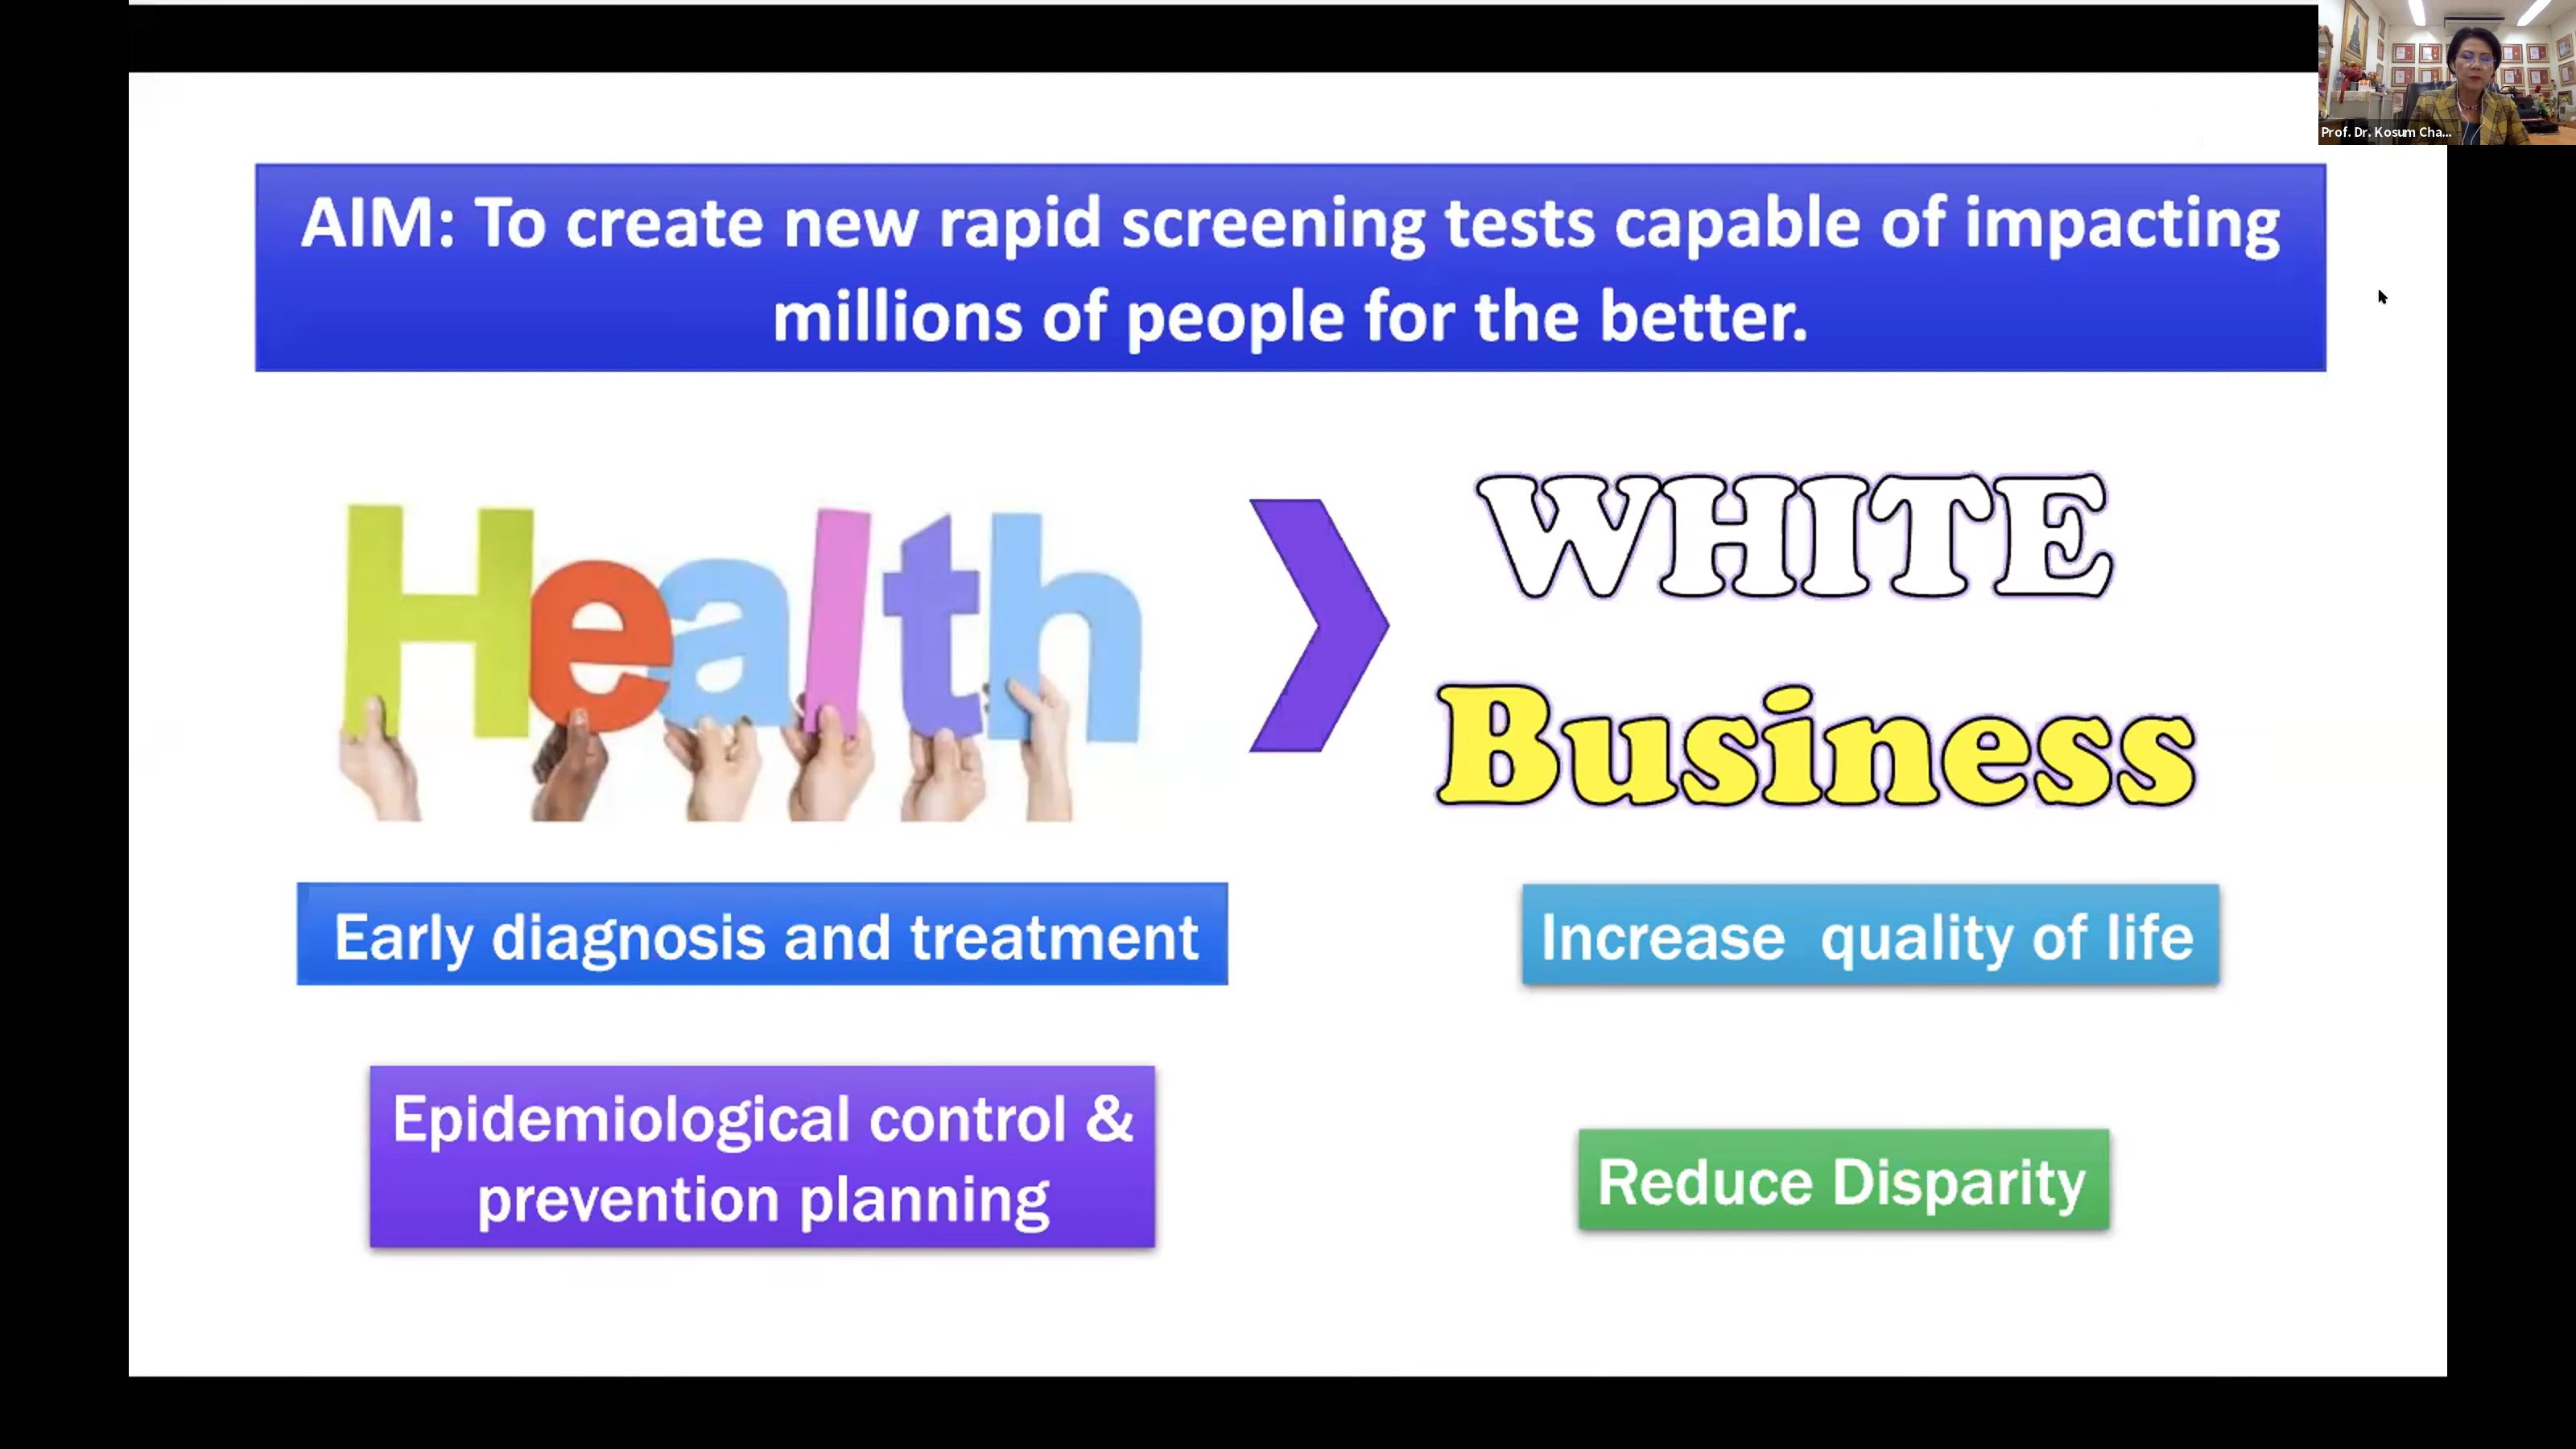 Prof. Dr. Kosum Cha...
AIM: To create new rapid screening tests capable of impacting
millions of people for the better.
Health
WHITE
Business
Early diagnosis and treatment
Increase quality of life
Epidemiological control &
prevention planning
Reduce Disparity